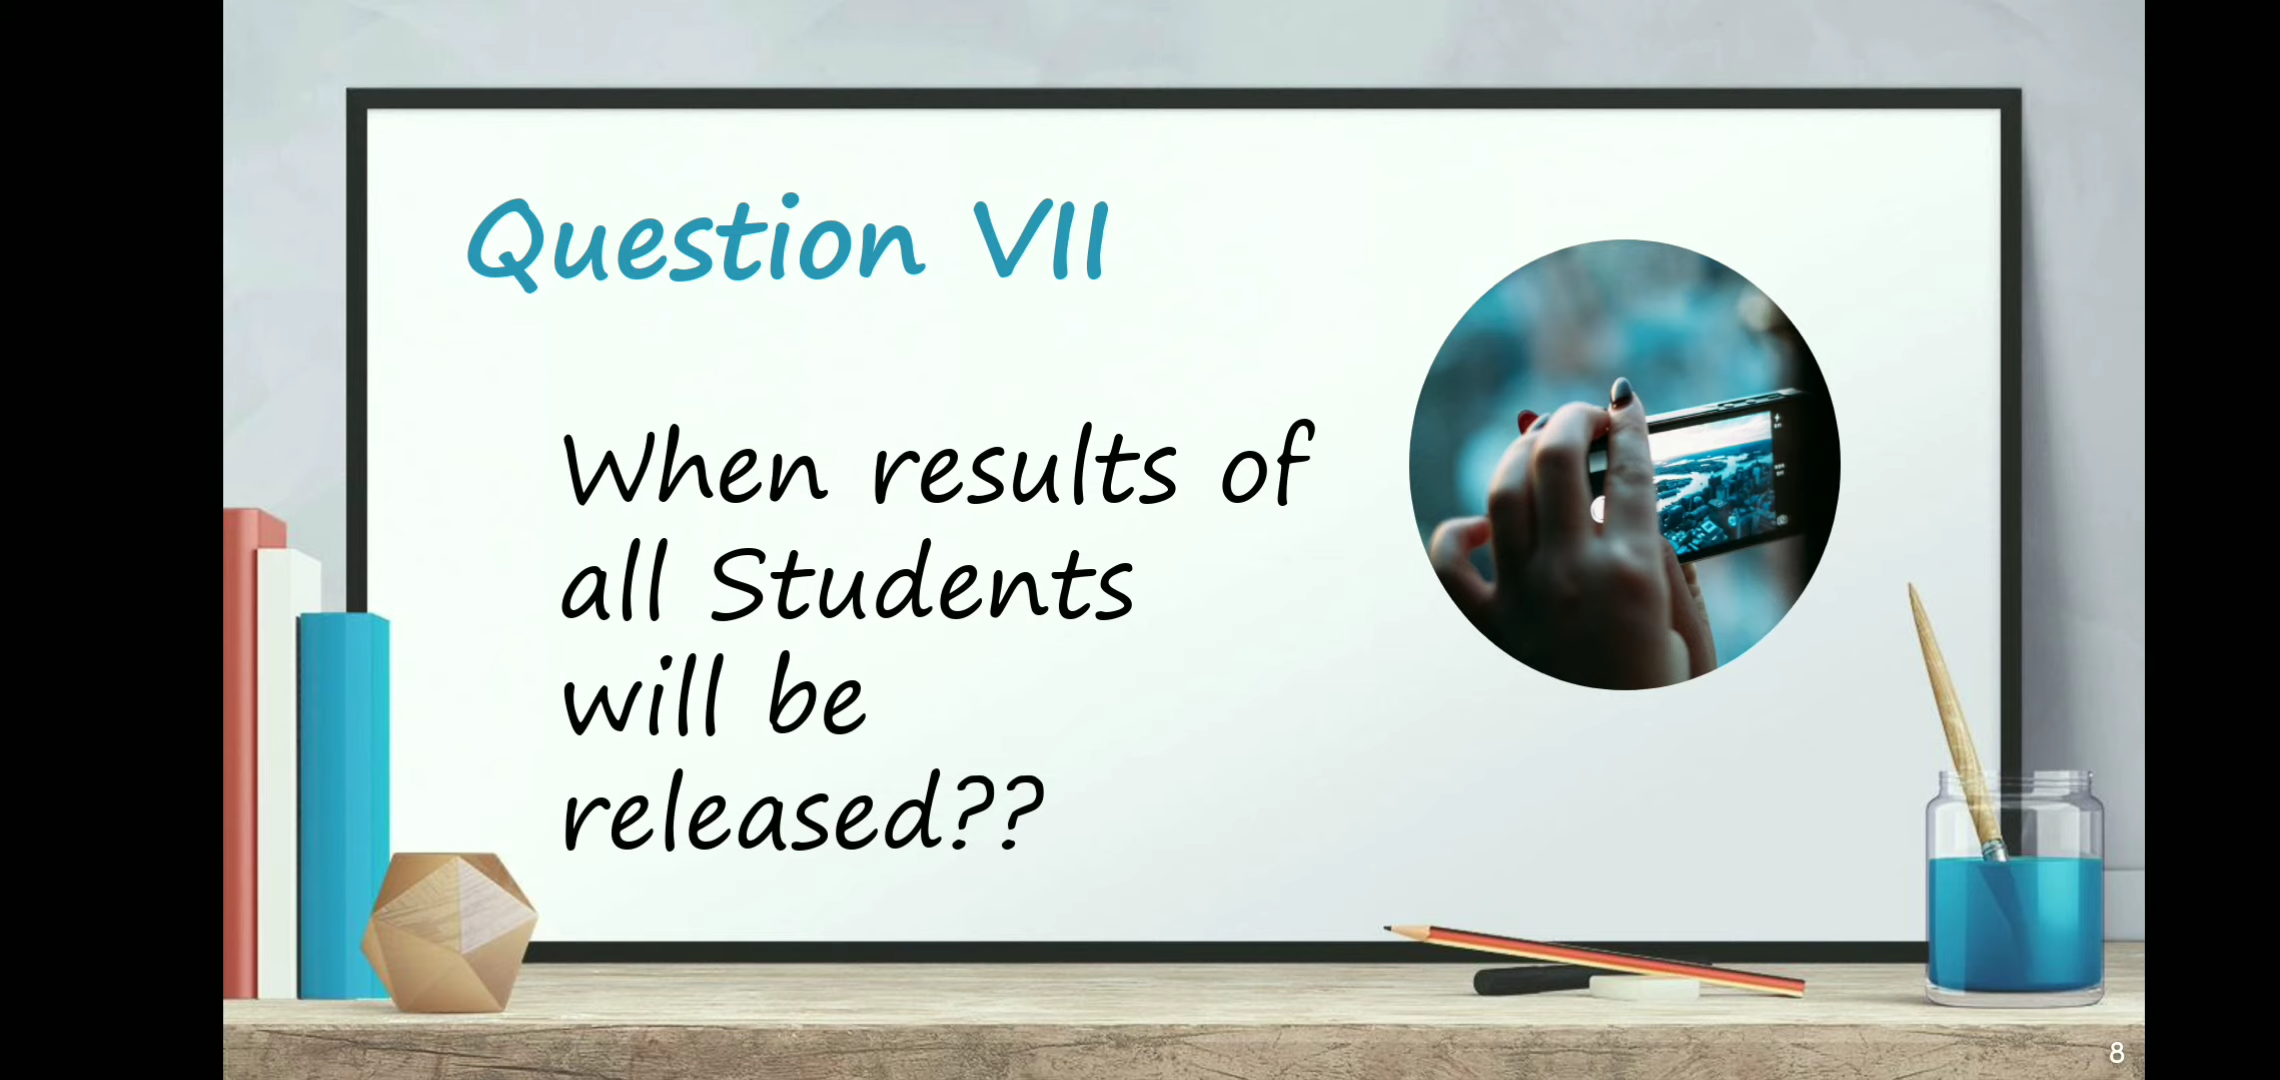 Question VII
When results of
all Students
will be
released??
8